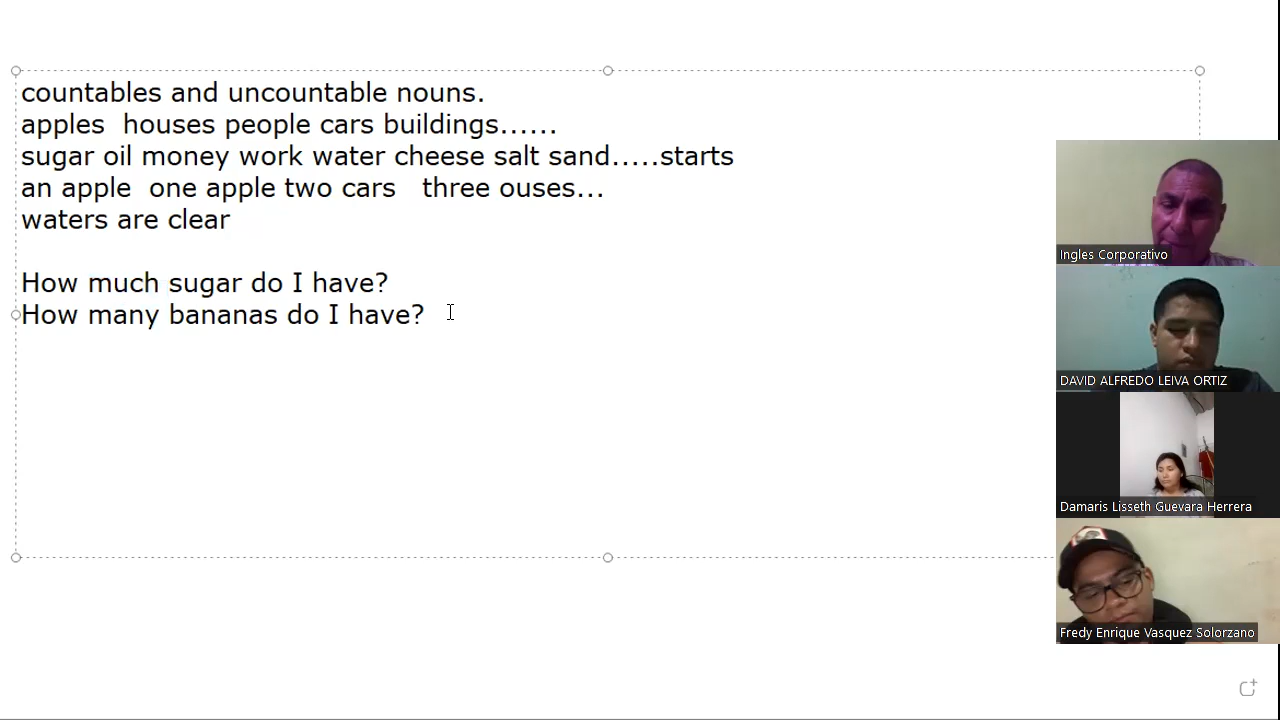 countables and uncountable nouns.
apples  houses people cars buildings......
sugar oil money work water cheese salt sand.....starts
an apple  one apple two cars   three ouses...
waters are clear
How much sugar do I have?
How many bananas do I have?
Ingles Corporativo
DAVID ALFREDO LEIVA ORTIZ
Damaris Lisseth Guevara Herrera
Fredy Enrique Vasquez Solorzano